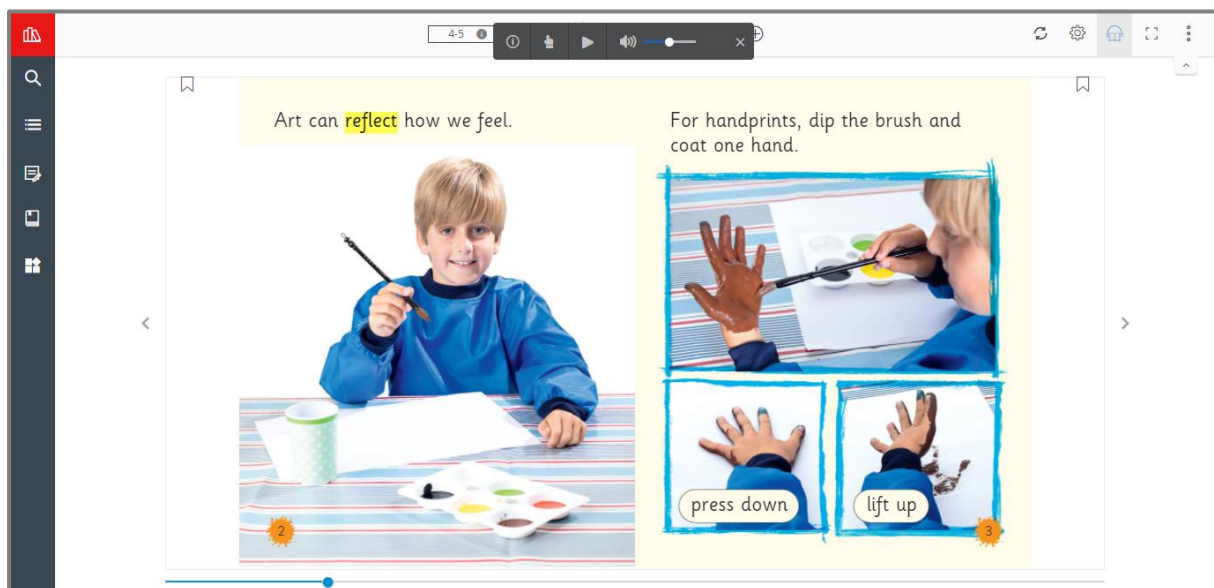 4-5
Art can reflect how we feel.
For handprints, dip the brush and
coat one hand.
press down
lift up
2
3